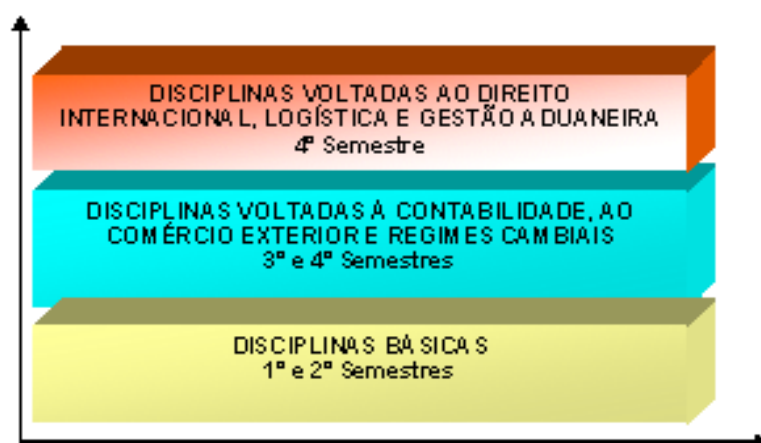 DISCIPLINAS VOLTADAS AO DIREITO
INTERNACIONAL, LOGÍSTICA E GESTÃO ADUANEIRA
4º Semestre
DISCIPLINAS VOLTADAS À CONTABILIDADE, AO
COMÉRCIO EXTERIOR E REGIMES CAMBIAIS
3º e 4º Semestres
DISCIPLINAS BÁSICAS
1º e 2º Semestres